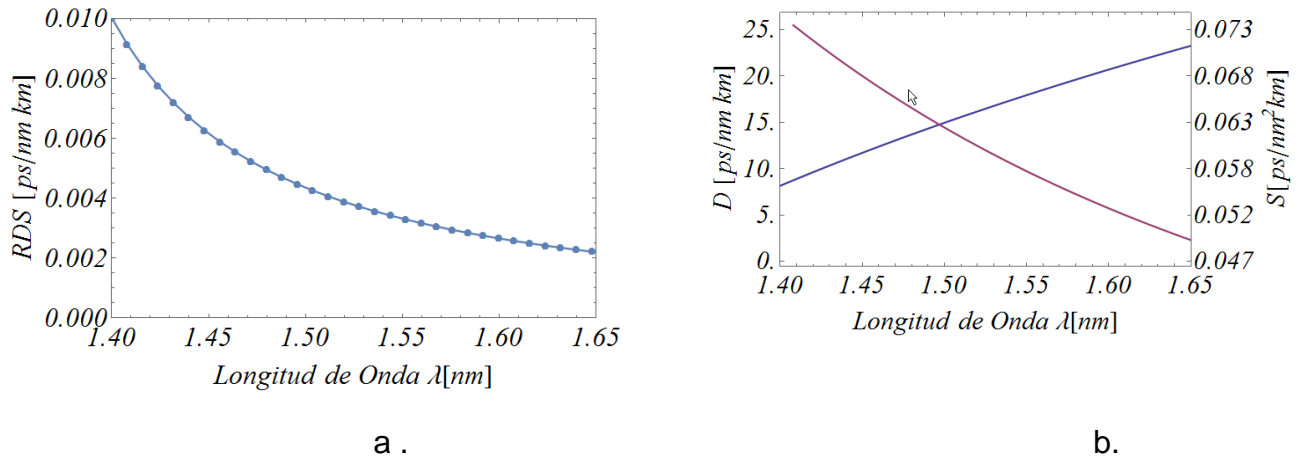 RDS [ps/nm km]
0.010
0.008
0.006
0.004
0.002
0.000
1.40 1.45 1.50 1.55 1.60 1.65
Longitud de Onda λ[nm]
a .
D [ps/nm km]
25.
20.
15.
10.
5.
0.
0.073
0.068
0.063
0.058
0.052
0.047
S[ps/nm²km]
1.40 1.45 1.50 1.55 1.60 1.65
Longitud de Onda λ[nm]
b.